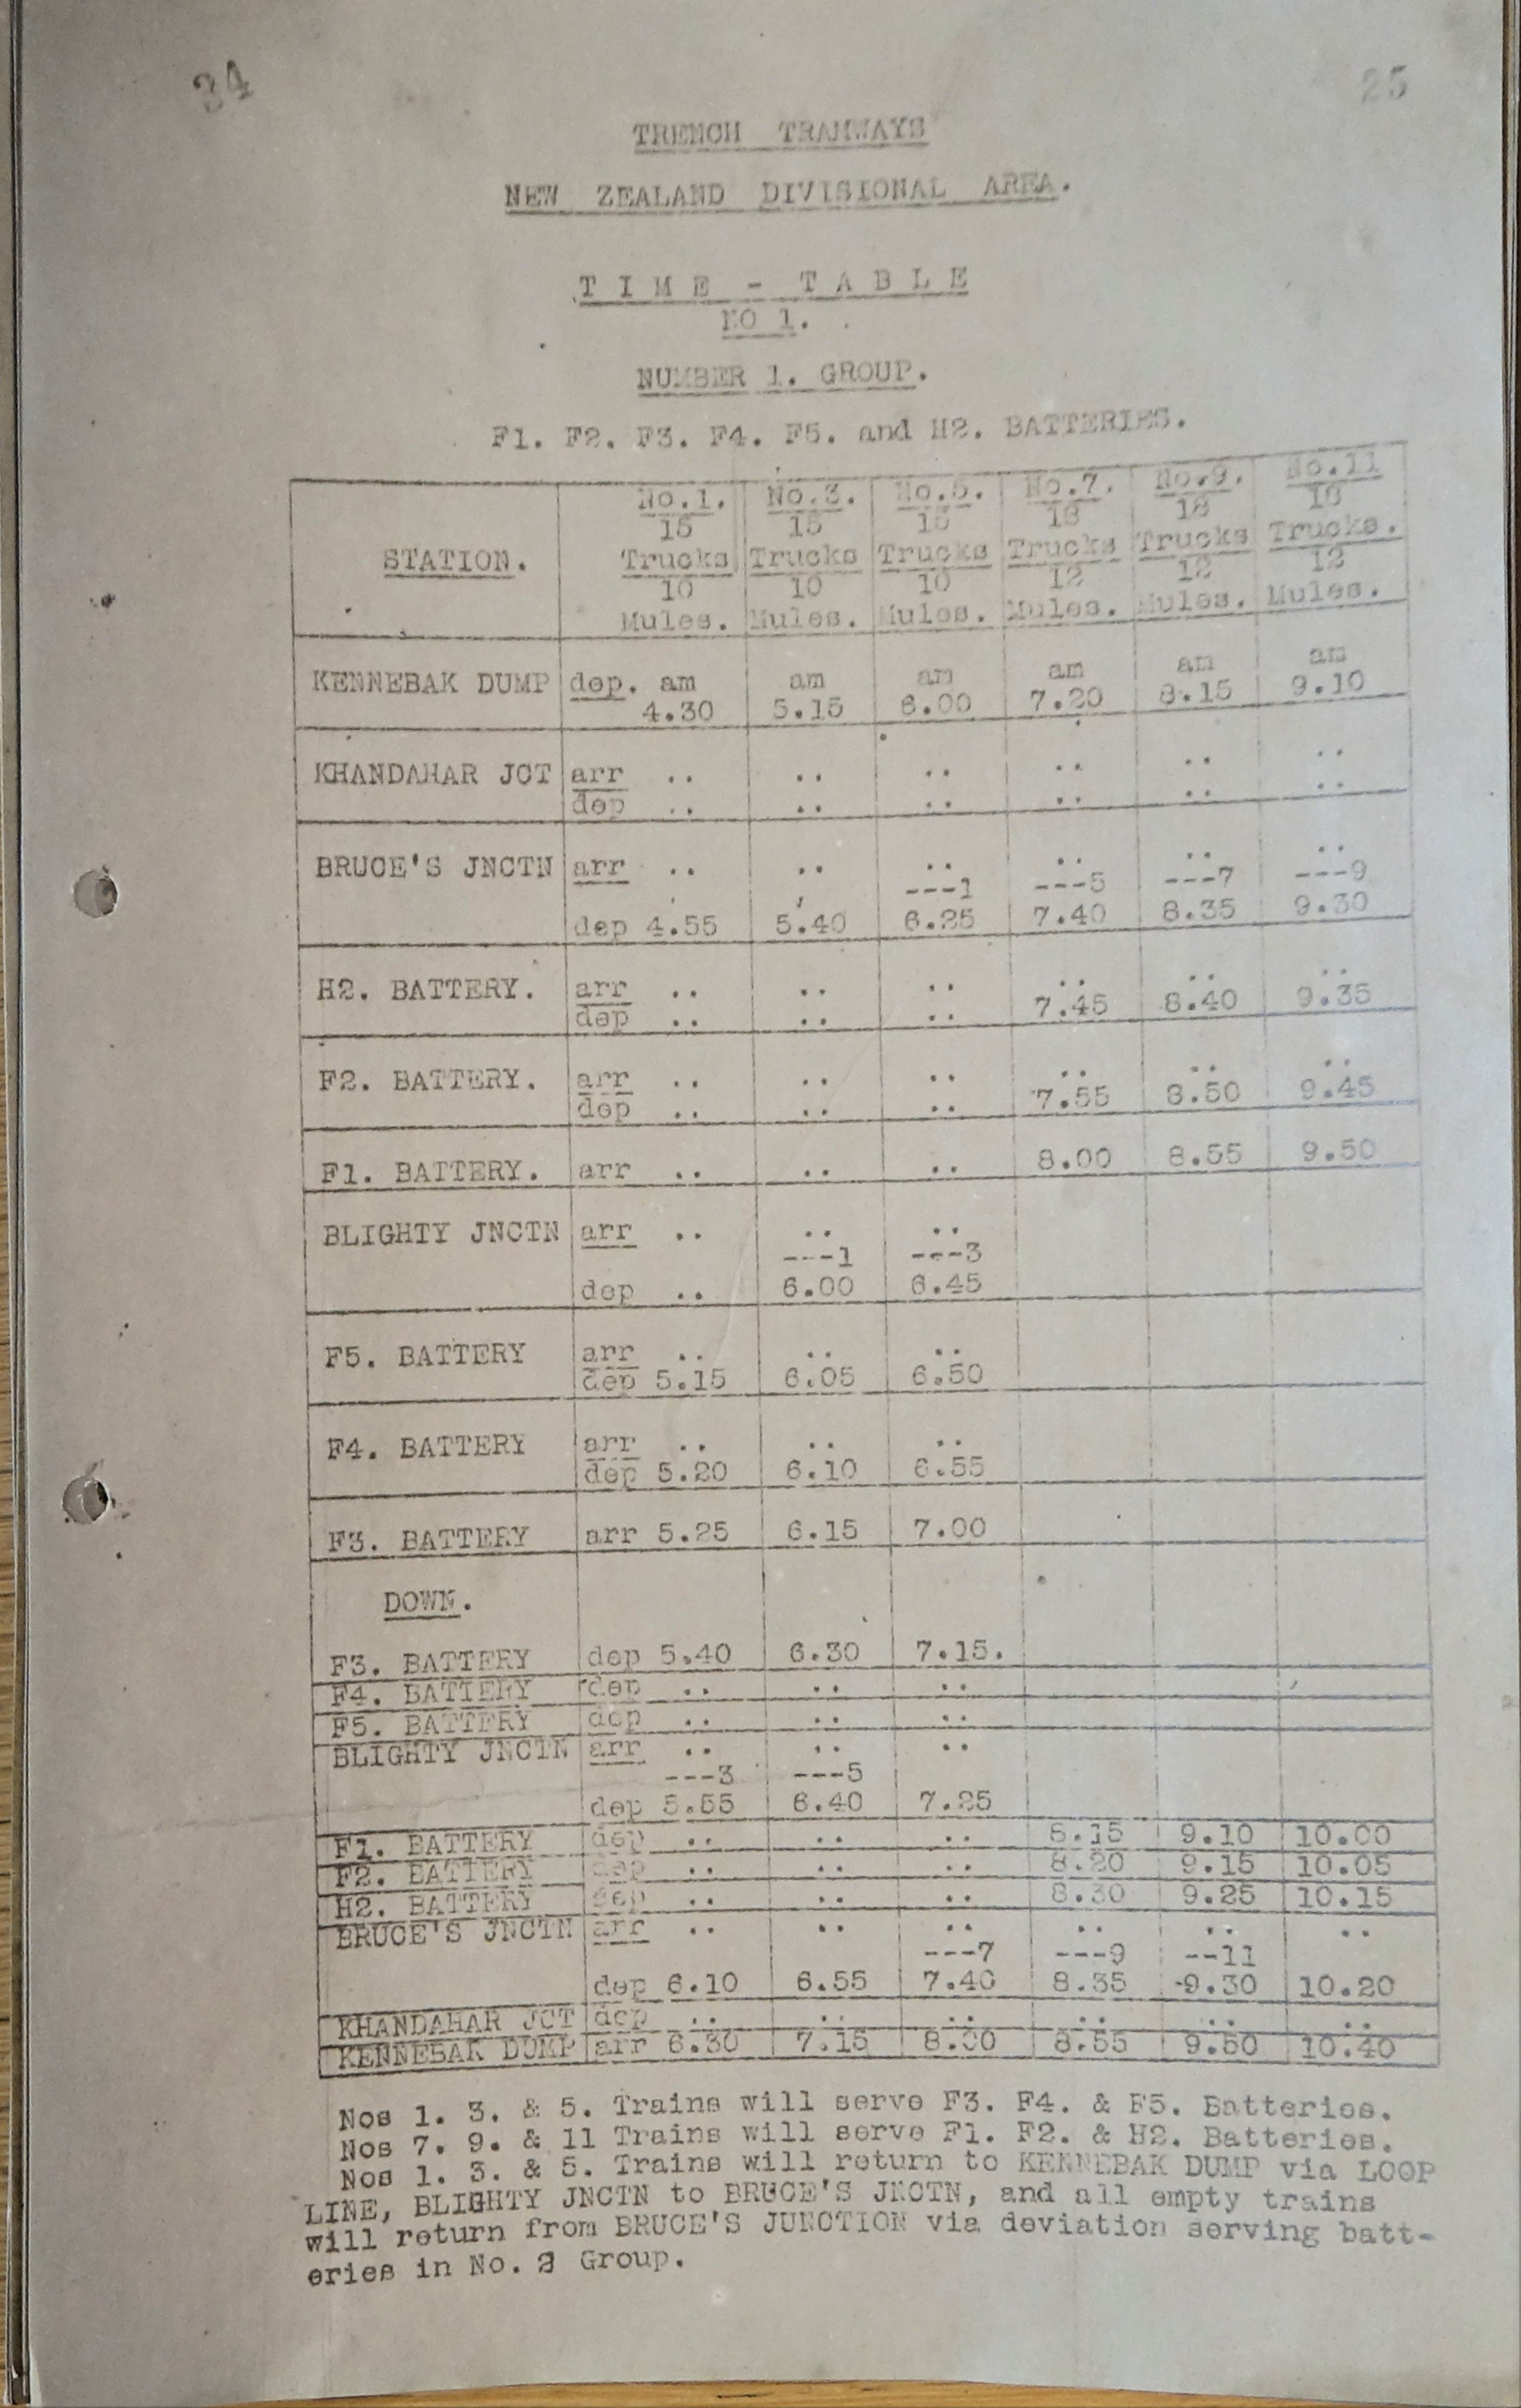 34 25
TRENCH TRAMWAYS
NEW ZEALAND DIVISIONAL AREA.
TIME - TABLE
NO 1.
NUMBER 1. GROUP.
F1. F2. F3. F4. F5. and H2. BATTERIES.
No.1. No.3. No.5. No.7. No.9. No.11
15 15 15 18 18 18
STATION. Trucks Trucks Trucks Trucks Trucks Trucks.
10 10 10 12 12 12
Mules. Mules. Mules. Mules. Mules. Mules.
KENNEBAK DUMP dep. am am am am am am
4.30 5.15 6.00 7.20 8.15 9.10
KHANDAHAR JCT arr .. .. .. .. .. ..
dep .. .. .. .. .. ..
BRUCE'S JNCTN arr .. .. .. .. .. ..
---1 ---5 ---7 ---9
dep 4.55 5.40 6.25 7.40 8.35 9.30
H2. BATTERY. arr .. .. .. .. .. ..
dep .. .. .. 7.45 8.40 9.35
F2. BATTERY. arr .. .. .. .. .. ..
dep .. .. .. 7.55 8.50 9.45
F1. BATTERY. arr .. .. .. 8.00 8.55 9.50
BLIGHTY JNCTN arr .. .. ..
---1 ---3
dep .. 6.00 6.45
F5. BATTERY arr .. .. ..
dep 5.15 6.05 6.50
F4. BATTERY arr .. .. ..
dep 5.20 6.10 6.55
F3. BATTERY arr 5.25 6.15 7.00
DOWN.
F3. BATTERY dep 5.40 6.30 7.15.
F4. BATTERY dep .. .. ..
F5. BATTERY dep .. .. ..
BLIGHTY JNCTN arr .. .. ..
---3 ---5
dep 5.55 6.40 7.25
F1. BATTERY dep .. .. .. 8.15 9.10 10.00
F2. BATTERY dep .. .. .. 8.20 9.15 10.05
H2. BATTERY dep .. .. .. 8.30 9.25 10.15
BRUCE'S JNCTN arr .. .. .. .. .. ..
---7 ---9 --11
dep 6.10 6.55 7.40 8.35 -9.30 10.20
KHANDAHAR JCT dep .. .. .. .. .. ..
KENNEBAK DUMP arr 6.30 7.15 8.00 8.55 9.50 10.40
Nos 1. 3. & 5. Trains will serve F3. F4. & F5. Batteries.
Nos 7. 9. & 11 Trains will serve F1. F2. & H2. Batteries.
Nos 1. 3. & 5. Trains will return to KENNEBAK DUMP via LOOP
LINE, BLIGHTY JNCTN to BRUCE'S JNCTN, and all empty trains
will return from BRUCE'S JUNCTION via deviation serving batt-
eries in No. 2 Group.